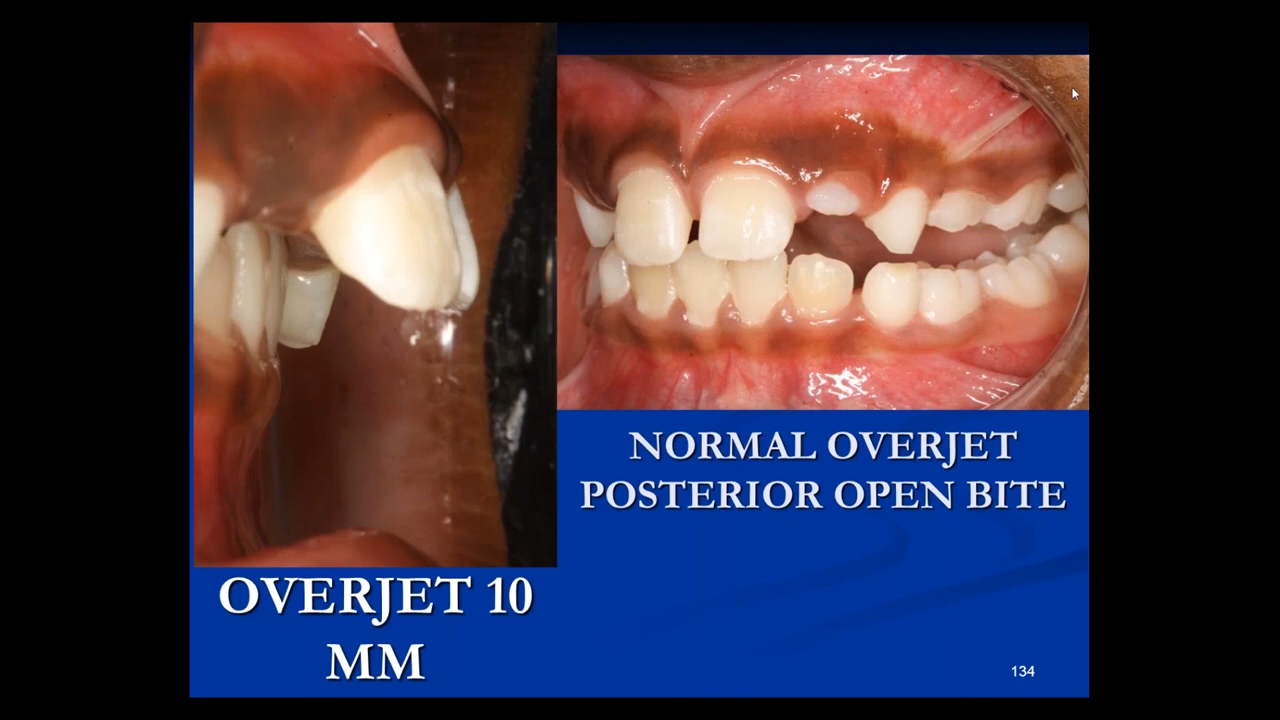 OVERJET 10
MM
NORMAL OVERJET
POSTERIOR OPEN BITE
134